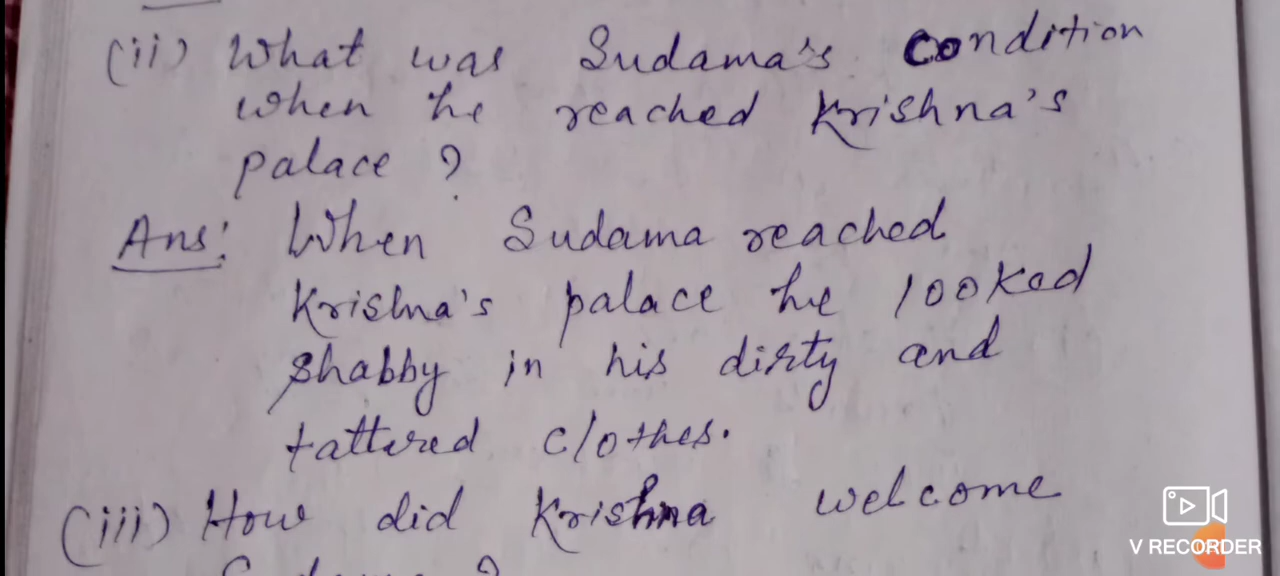 (ii) What was Sudama's condition
when he reached Krishna's
palace ?
Ans: When Sudama reached
Krishna's palace he looked
shabby in his dirty and
tattered clothes.
(iii) How did Krishna welcome
Sudama ?
V RECORDER